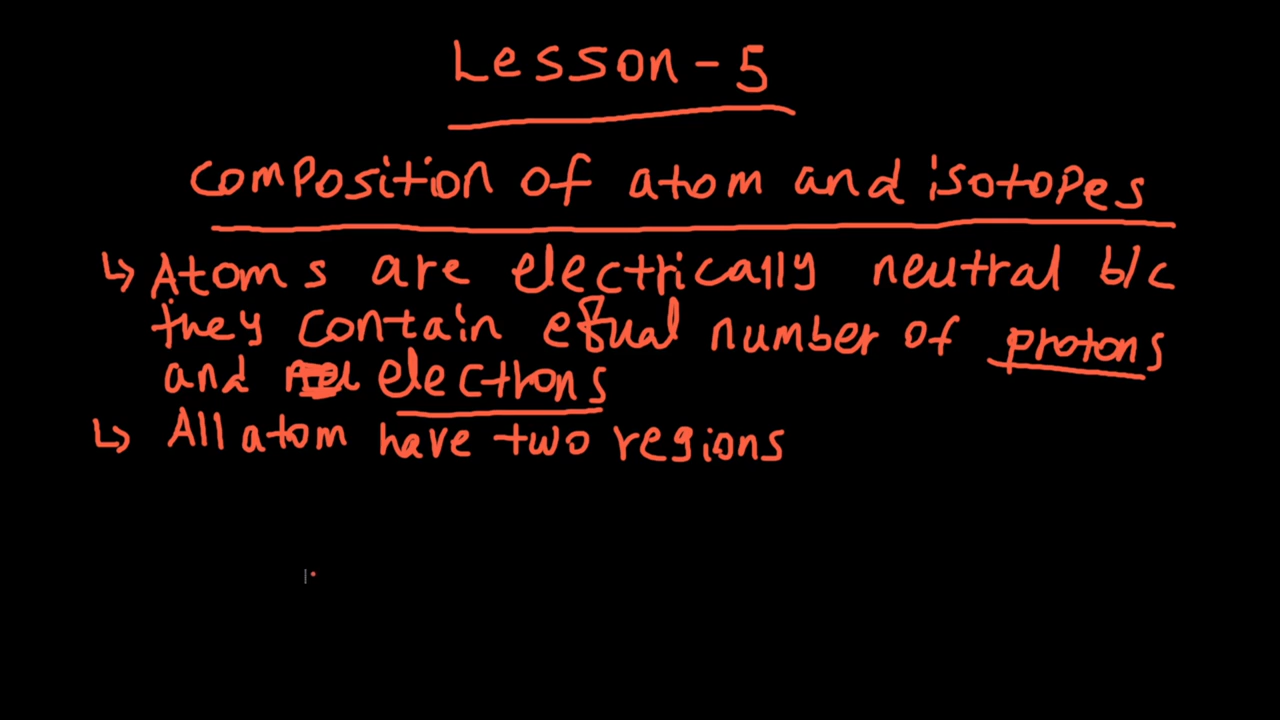 Lesson - 5
composition of atom and isotopes
↳ Atoms are electrically neutral b/c
they contain equal number of protons
and electrons
↳ All atom have two regions